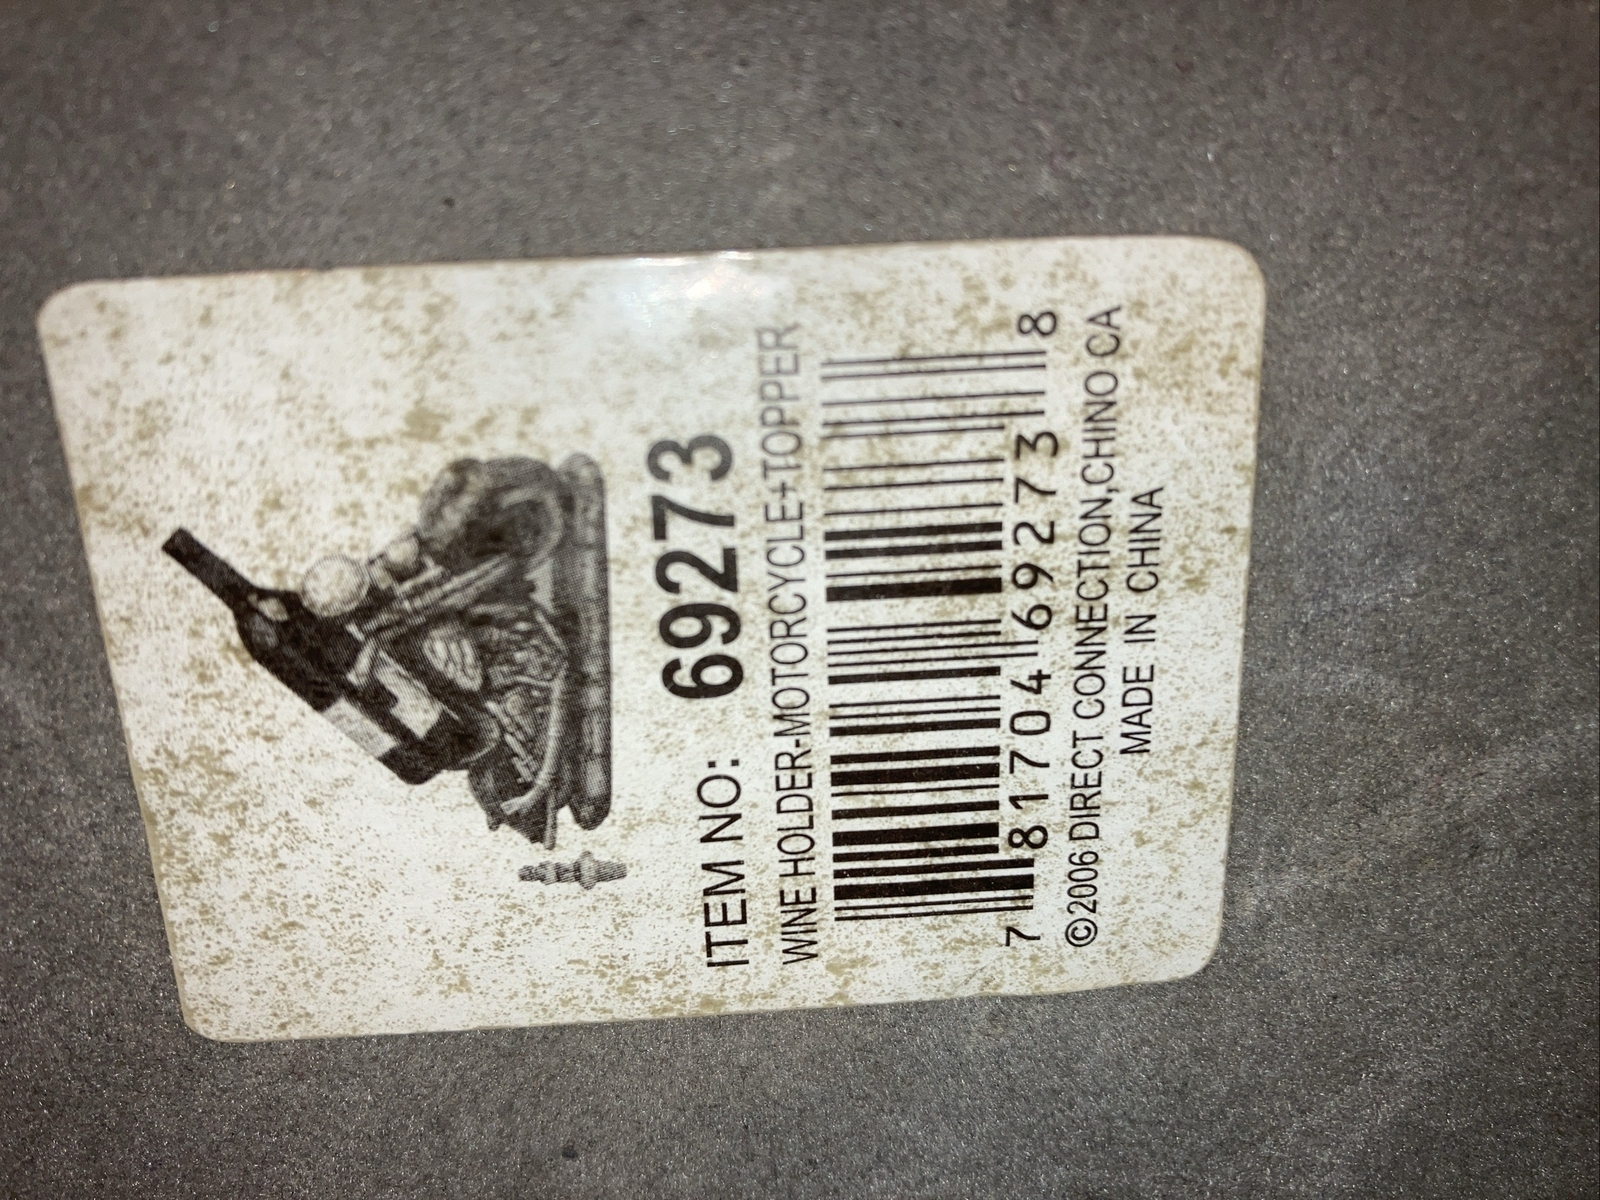 ITEM NO: 69273
WINE HOLDER-MOTORCYCLE+TOPPER
7 81704 69273 8
©2006 DIRECT CONNECTION,CHINO CA
MADE IN CHINA